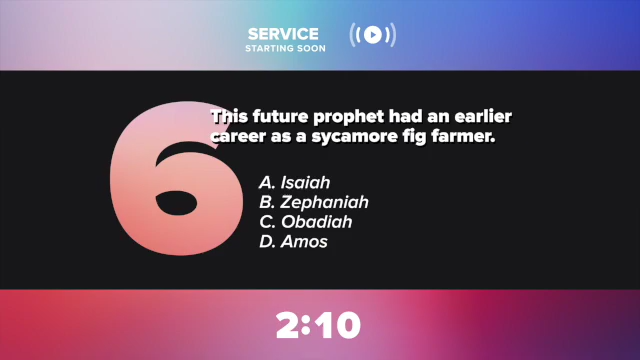 SERVICE
STARTING SOON
6
This future prophet had an earlier
career as a sycamore fig farmer.
A. Isaiah
B. Zephaniah
C. Obadiah
D. Amos
2:10